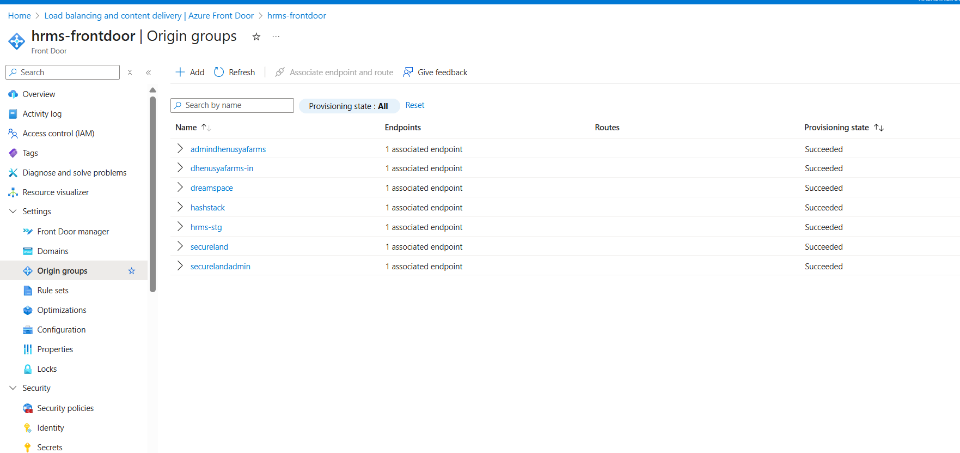 Home > Load balancing and content delivery | Azure Front Door > hrms-frontdoor
hrms-frontdoor | Origin groups
Front Door
Search
Add Refresh Associate endpoint and route Give feedback
Overview
Activity log
Access control (IAM)
Tags
Diagnose and solve problems
Resource visualizer
Settings
Front Door manager
Domains
Origin groups
Rule sets
Optimizations
Configuration
Properties
Locks
Security
Security policies
Identity
Secrets
Search by name Provisioning state : All Reset
Name Endpoints Routes Provisioning state
admindhenusyafarms 1 associated endpoint Succeeded
dhenusyafarms-in 1 associated endpoint Succeeded
dreamspace 1 associated endpoint Succeeded
hashstack 1 associated endpoint Succeeded
hrms-stg 1 associated endpoint Succeeded
secureland 1 associated endpoint Succeeded
securelandadmin 1 associated endpoint Succeeded